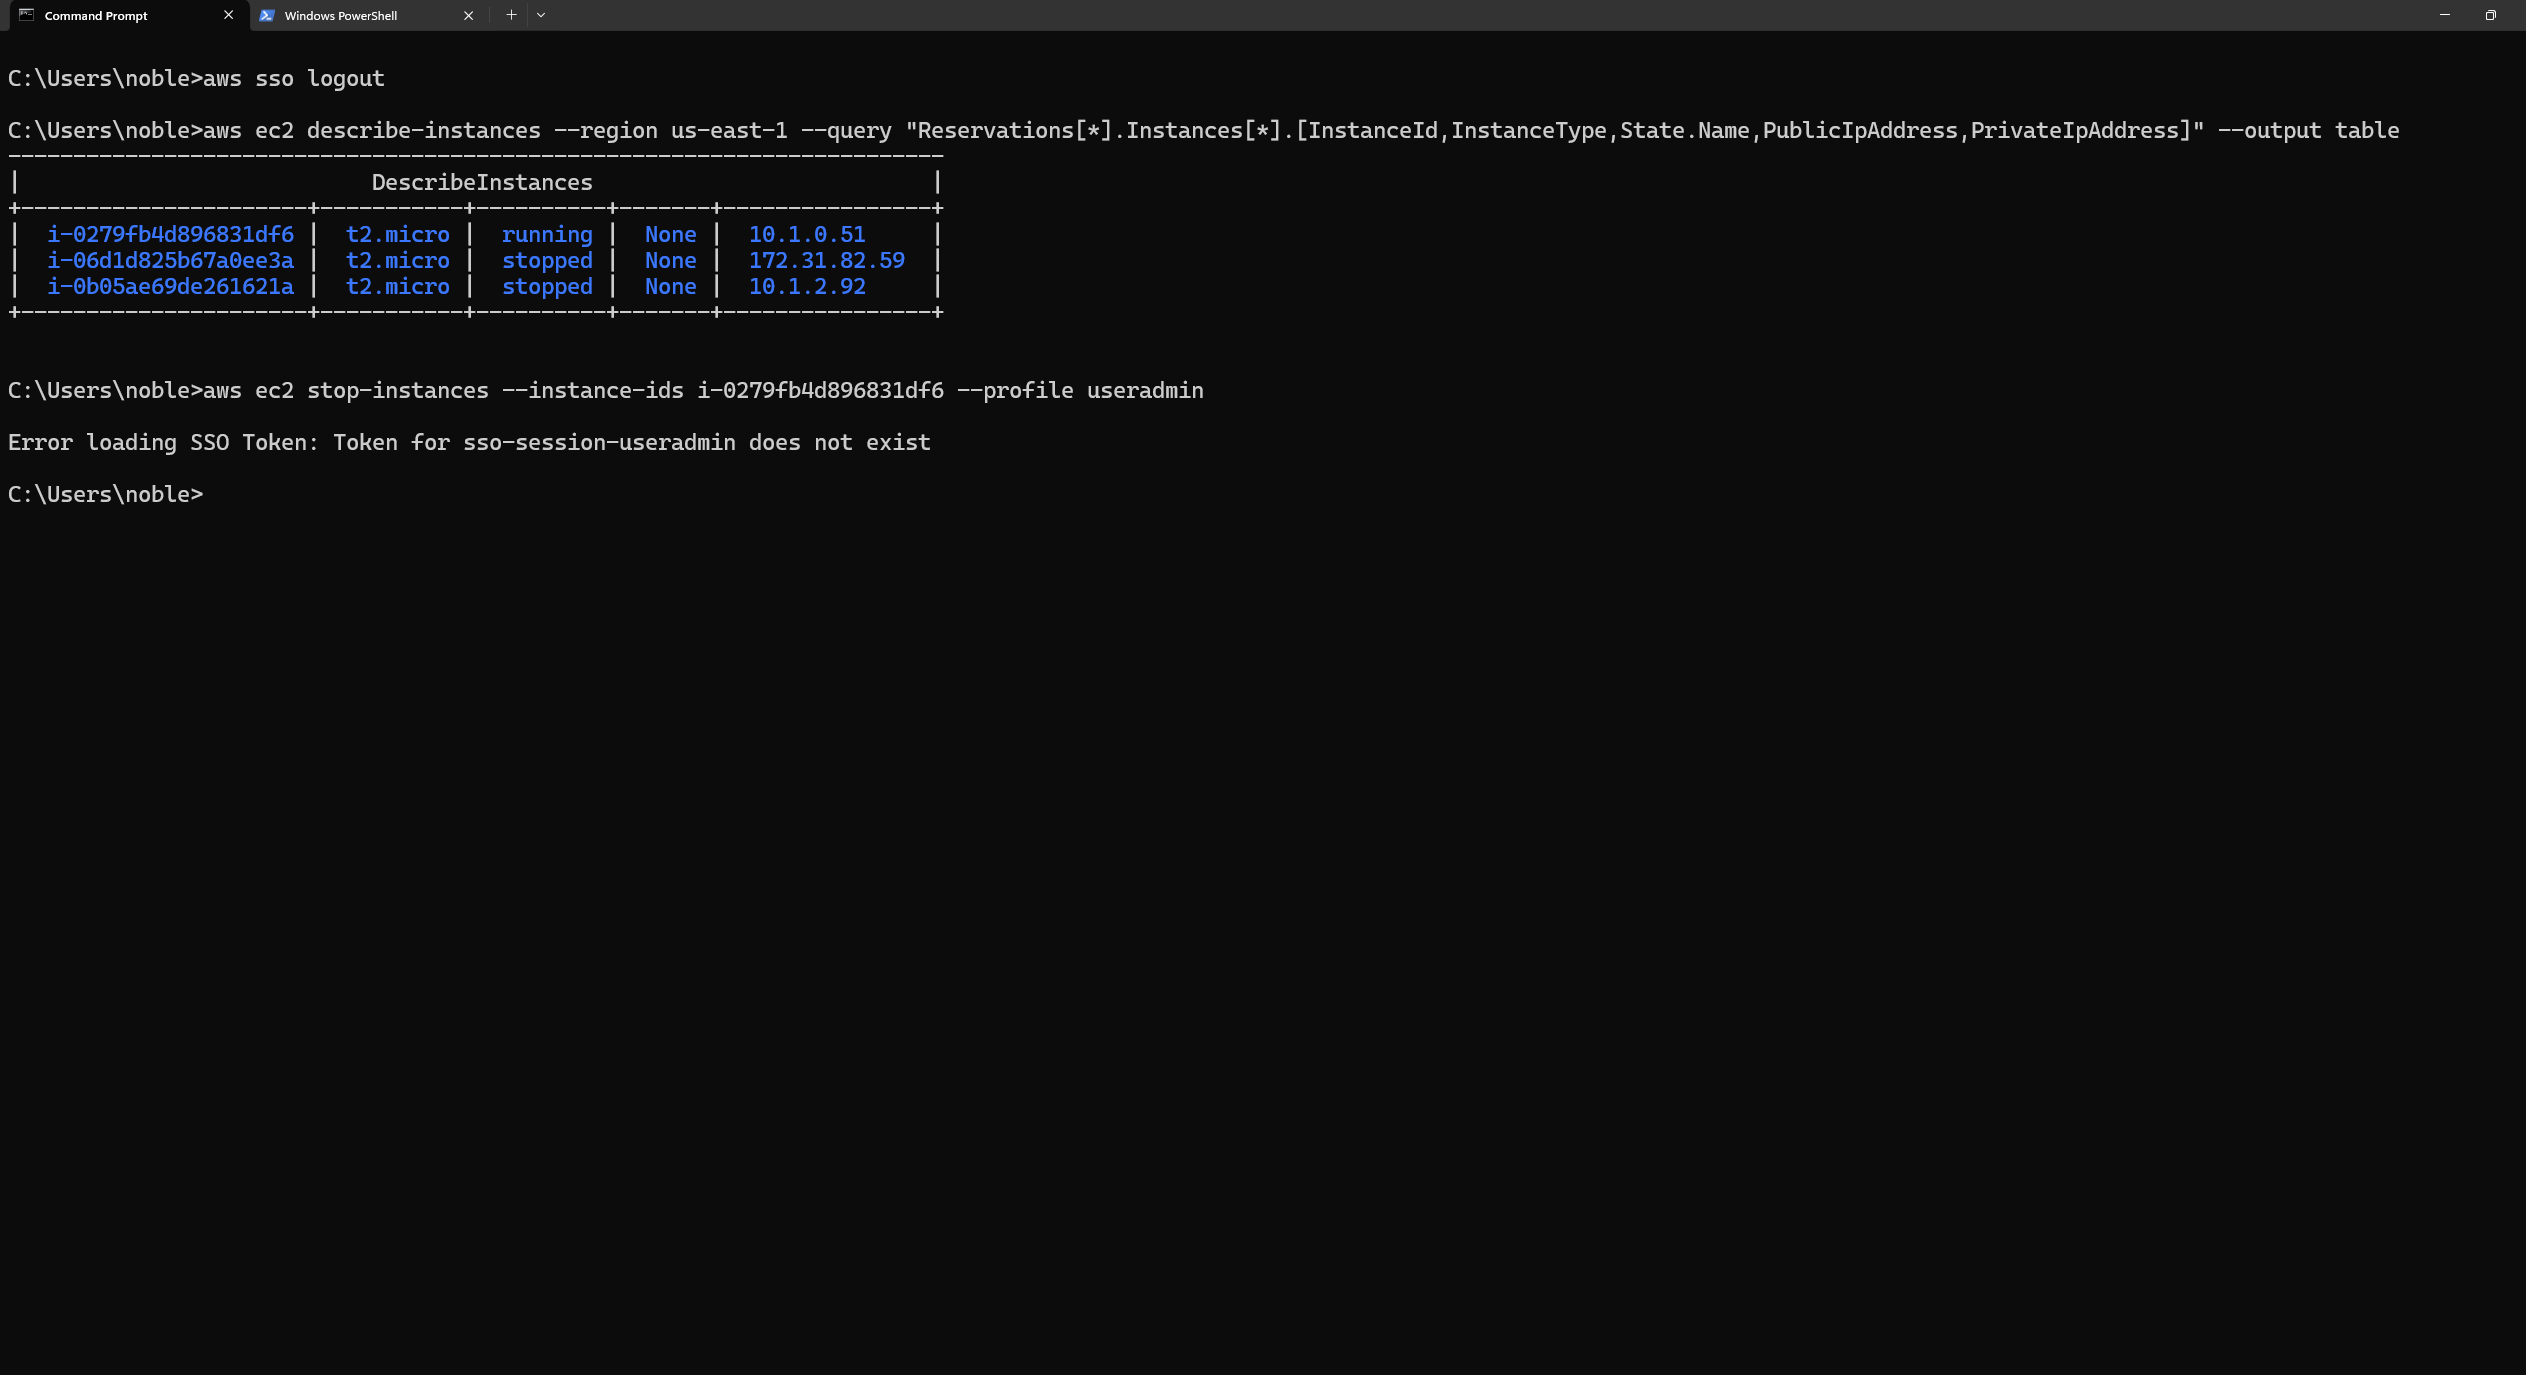 Command Prompt
Windows PowerShell
C:\Users\noble>aws sso logout
C:\Users\noble>aws ec2 describe-instances --region us-east-1 --query "Reservations[*].Instances[*].[InstanceId,InstanceType,State.Name,PublicIpAddress,PrivateIpAddress]" --output table
------------------------------------------------------------------------
|                           DescribeInstances                          |
+----------------------+-----------+----------+-------+----------------+
|  i-0279fb4d896831df6 |  t2.micro |  running |  None |  10.1.0.51     |
|  i-06d1d825b67a0ee3a |  t2.micro |  stopped |  None |  172.31.82.59  |
|  i-0b05ae69de261621a |  t2.micro |  stopped |  None |  10.1.2.92     |
+----------------------+-----------+----------+-------+----------------+
C:\Users\noble>aws ec2 stop-instances --instance-ids i-0279fb4d896831df6 --profile useradmin
Error loading SSO Token: Token for sso-session-useradmin does not exist
C:\Users\noble>